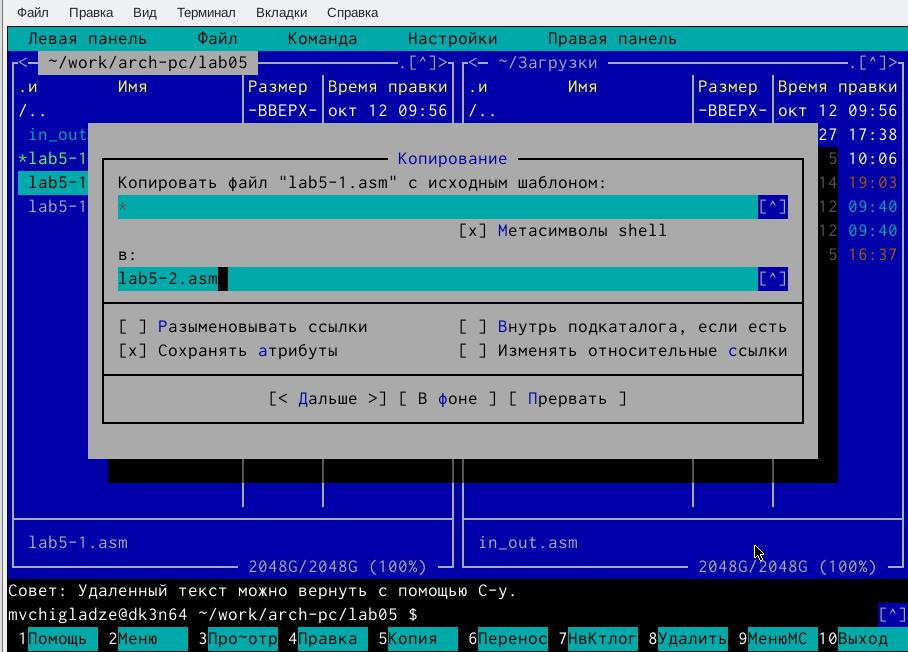 Файл Правка Вид Терминал Вкладки Справка
Левая панель Файл Команда Настройки Правая панель
<— ~/work/arch-pc/lab05 .[^]> <— ~/Загрузки .[^]>
.и Имя Размер Время правки .и Имя Размер Время правки
/.. -ВВЕРХ- окт 12 09:56 /.. -ВВЕРХ- окт 12 09:56
in_out 27 17:38
*lab5-1 5 10:06
lab5-1 14 19:03
lab5-1 12 09:40
12 09:40
5 16:37
Копирование
Копировать файл "lab5-1.asm" с исходным шаблоном:
* [^]
[x] Метасимволы shell
в:
lab5-2.asm [^]
[ ] Разыменовывать ссылки [ ] Внутрь подкаталога, если есть
[x] Сохранять атрибуты [ ] Изменять относительные ссылки
[< Дальше >] [ В фоне ] [ Прервать ]
lab5-1.asm in_out.asm
2048G/2048G (100%) 2048G/2048G (100%)
Совет: Удаленный текст можно вернуть с помощью C-y.
mvchigladze@dk3n64 ~/work/arch-pc/lab05 $ [^]
1Помощь 2Меню 3Про~отр 4Правка 5Копия 6Перенос 7НвКтлог 8Удалить 9МенюMC 10Выход